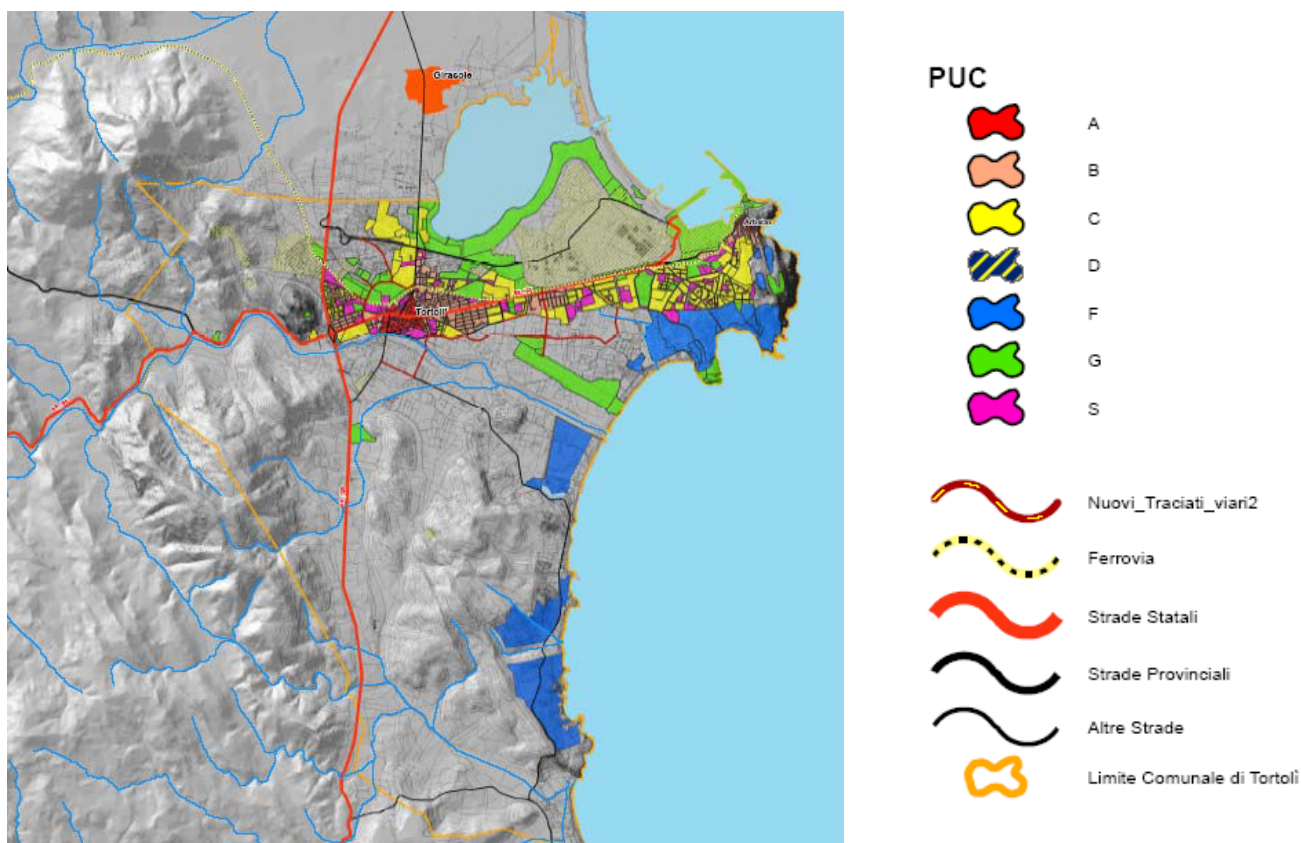 Girasole
Arbatax
Tortolì
PUC
A
B
C
D
F
G
S
Nuovi_Traciati_viari2
Ferrovia
Strade Statali
Strade Provinciali
Altre Strade
Limite Comunale di Tortolì